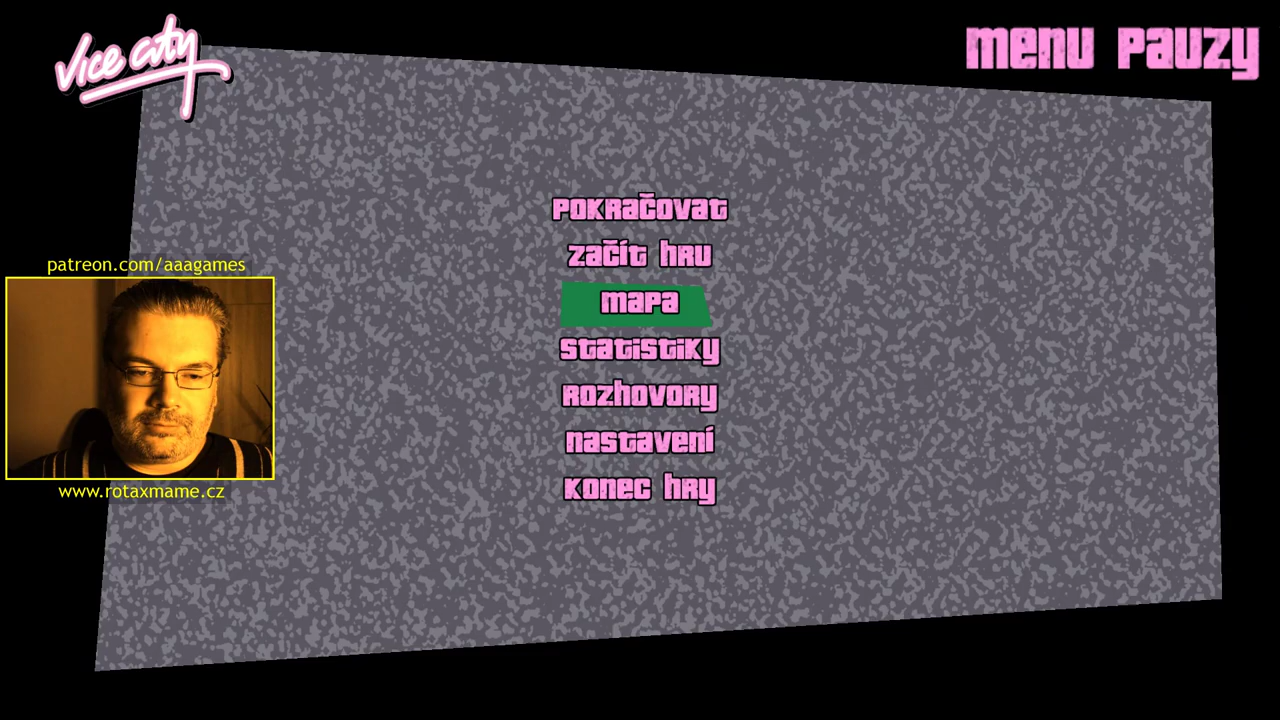 vice city
menu pauzy
pokračovat
začít hru
mapa
statistiky
rozhovory
nastavení
konec hry
patreon.com/aaagames
www.rotaxmame.cz